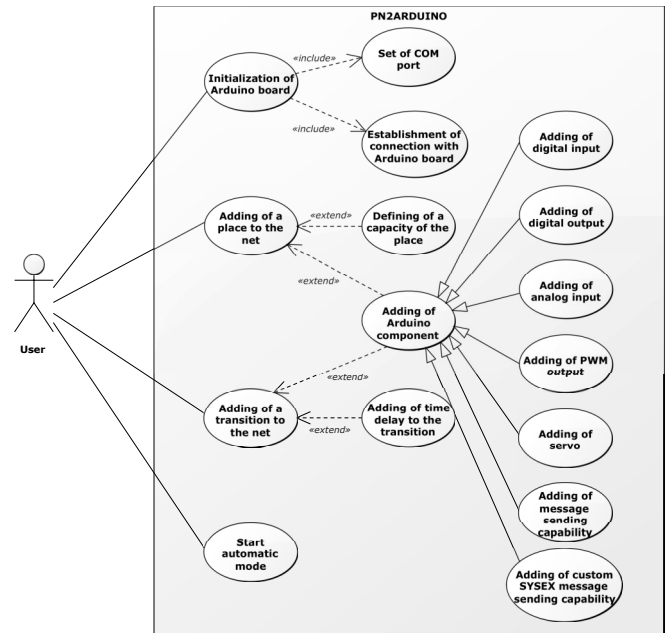 PN2ARDUINO
«include»
Set of COM
port
Initialization of
Arduino board
«include»
Establishment of
connection with
Arduino board
Adding of
digital input
Adding of a
place to the
net
«extend»
Defining of a
capacity of the
place
Adding of
digital output
«extend»
Adding of
analog input
User
Adding of
Arduino
component
Adding of PWM
output
«extend»
Adding of a
transition to
the net
«extend»
Adding of time
delay to the
transition
Adding of
servo
Adding of
message
sending
capability
Start
automatic
mode
Adding of custom
SYSEX message
sending capability